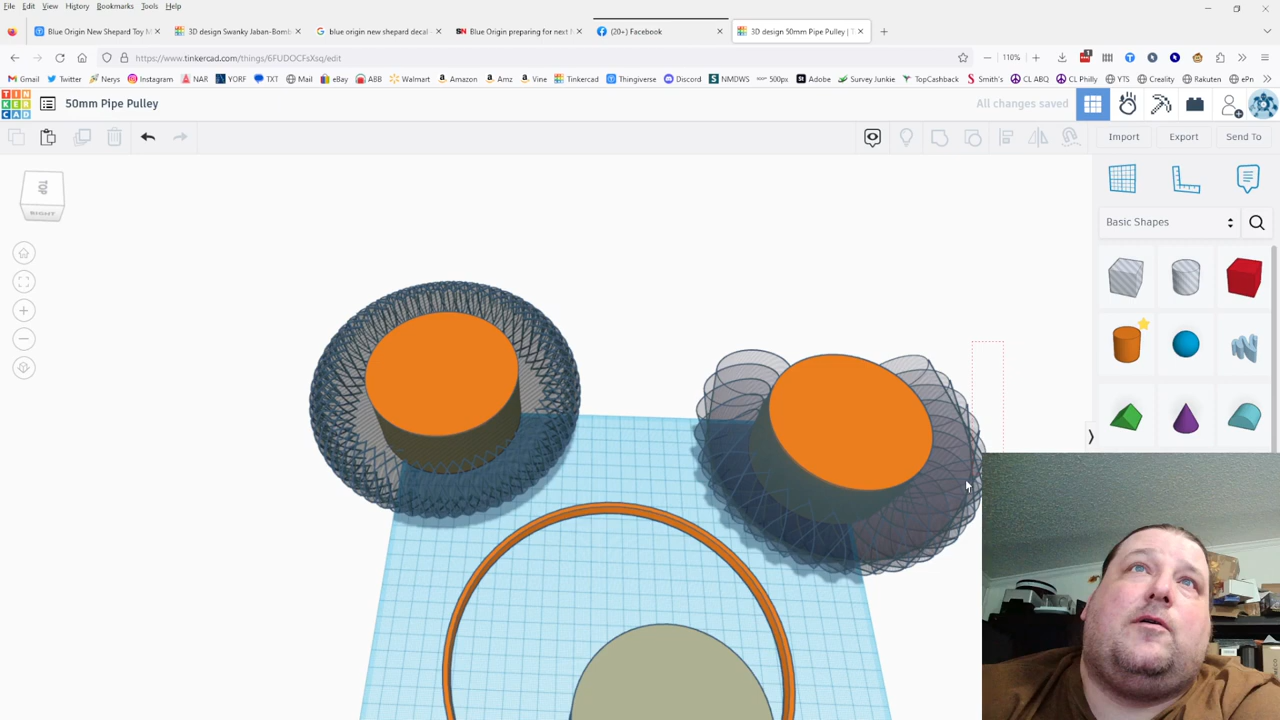 File Edit View History Bookmarks Tools Help
Blue Origin New Shepard Toy M
3D design Swanky Jaban-Bomb
blue origin new shepard decal
Blue Origin preparing for next N
(20+) Facebook
3D design 50mm Pipe Pulley | T
https://www.tinkercad.com/things/6FUDOCFsXsq/edit
110%
Gmail Twitter Nerys Instagram NAR YORF TXT Mail eBay ABB Walmart Amazon Amz Vine Tinkercad Thingiverse Discord NMDWS 500px Adobe Survey Junkie TopCashback Smith's CL ABQ CL Philly YTS Creality Rakuten ePn
TIN
KER
CAD
50mm Pipe Pulley
All changes saved
Import Export Send To
TOP
RIGHT
Basic Shapes